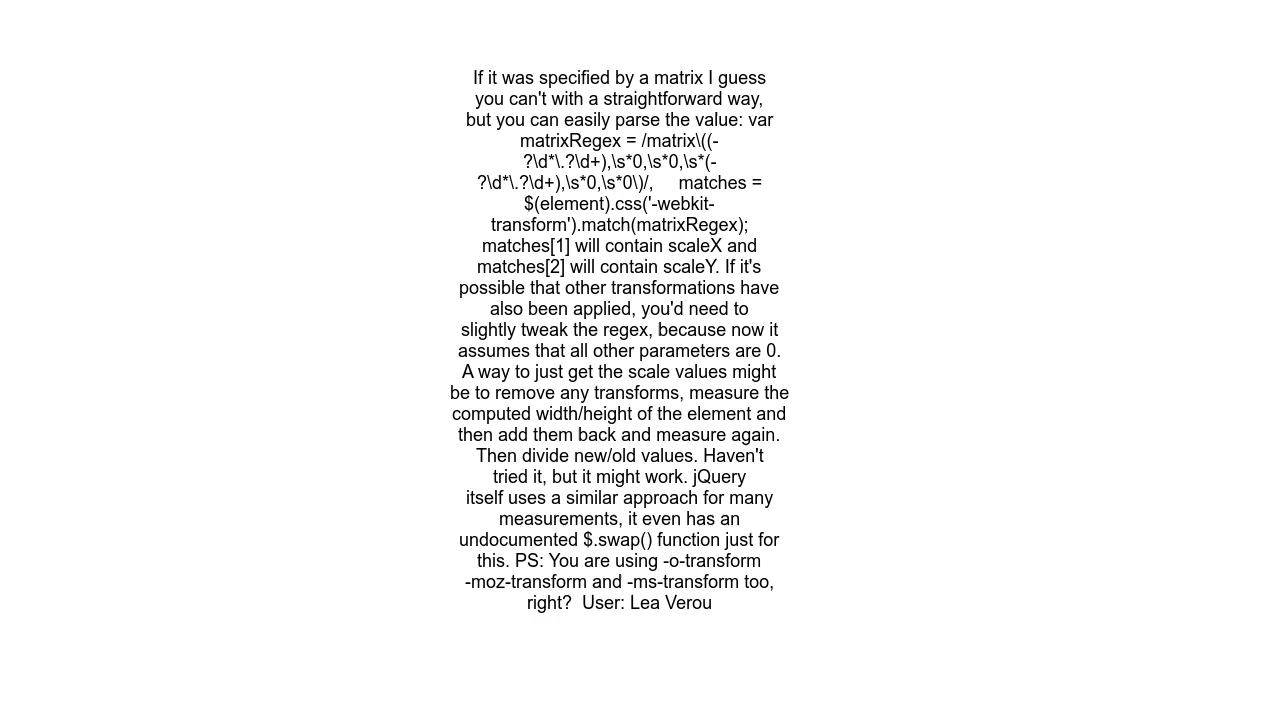 If it was specified by a matrix I guess
you can't with a straightforward way,
but you can easily parse the value: var
matrixRegex = /matrix\((-
?\d*\.?\d+),\s*0,\s*0,\s*(-
?\d*\.?\d+),\s*0,\s*0\)/,     matches =
$(element).css('-webkit-
transform').match(matrixRegex);
matches[1] will contain scaleX and
matches[2] will contain scaleY. If it's
possible that other transformations have
also been applied, you'd need to
slightly tweak the regex, because now it
assumes that all other parameters are 0.
A way to just get the scale values might
be to remove any transforms, measure the
computed width/height of the element and
then add them back and measure again.
Then divide new/old values. Haven't
tried it, but it might work. jQuery
itself uses a similar approach for many
measurements, it even has an
undocumented $.swap() function just for
this. PS: You are using -o-transform
-moz-transform and -ms-transform too,
right?  User: Lea Verou